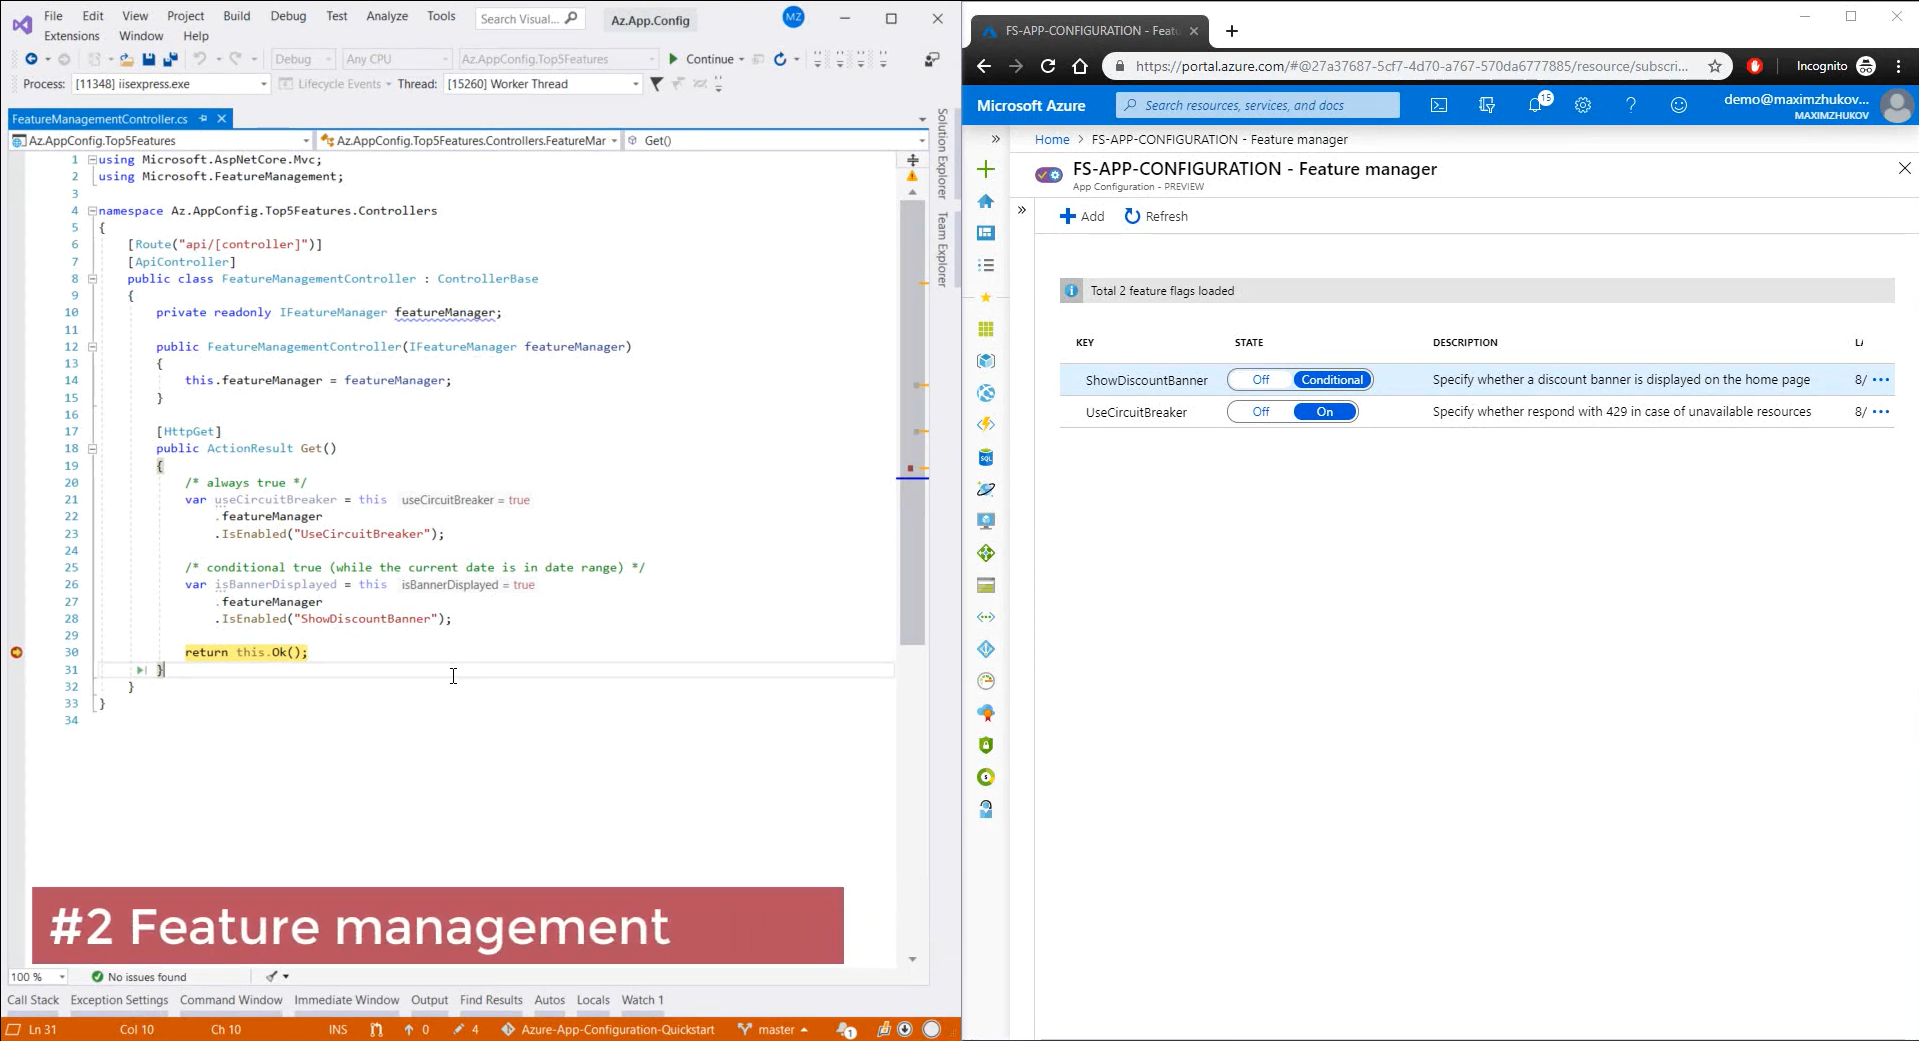 File Edit View Project Build Debug Test Analyze Tools Search Visual... Az.App.Config MZ
Extensions Window Help
Debug Any CPU Az.AppConfig.Top5Features Continue
Process: [11348] iisexpress.exe Lifecycle Events Thread: [15260] Worker Thread
FeatureManagementController.cs
Az.AppConfig.Top5Features Az.AppConfig.Top5Features.Controllers.FeatureMar Get()
1 using Microsoft.AspNetCore.Mvc;
2 using Microsoft.FeatureManagement;
3
4 namespace Az.AppConfig.Top5Features.Controllers
5 {
6 [Route("api/[controller]")]
7 [ApiController]
8 public class FeatureManagementController : ControllerBase
9 {
10 private readonly IFeatureManager featureManager;
11
12 public FeatureManagementController(IFeatureManager featureManager)
13 {
14 this.featureManager = featureManager;
15 }
16
17 [HttpGet]
18 public ActionResult Get()
19 {
20 /* always true */
21 var useCircuitBreaker = this useCircuitBreaker = true
22 .featureManager
23 .IsEnabled("UseCircuitBreaker");
24
25 /* conditional true (while the current date is in date range) */
26 var isBannerDisplayed = this isBannerDisplayed = true
27 .featureManager
28 .IsEnabled("ShowDiscountBanner");
29
30 return this.Ok();
31 }
32 }
33 }
34
Solution Explorer
Team Explorer
#2 Feature management
100 % No issues found
Call Stack Exception Settings Command Window Immediate Window Output Find Results Autos Locals Watch 1
Ln 31 Col 10 Ch 10 INS 0 4 Azure-App-Configuration-Quickstart master 1
FS-APP-CONFIGURATION - Featu
https://portal.azure.com/#@27a37687-5cf7-4d70-a767-570da6777885/resource/subscri... Incognito
Microsoft Azure Search resources, services, and docs 15 demo@maximzhukov...
MAXIMZHUKOV
Home > FS-APP-CONFIGURATION - Feature manager
FS-APP-CONFIGURATION - Feature manager
App Configuration - PREVIEW
Add Refresh
Total 2 feature flags loaded
KEY STATE DESCRIPTION LA
ShowDiscountBanner Off Conditional Specify whether a discount banner is displayed on the home page 8/ ...
UseCircuitBreaker Off On Specify whether respond with 429 in case of unavailable resources 8/ ...
SQL